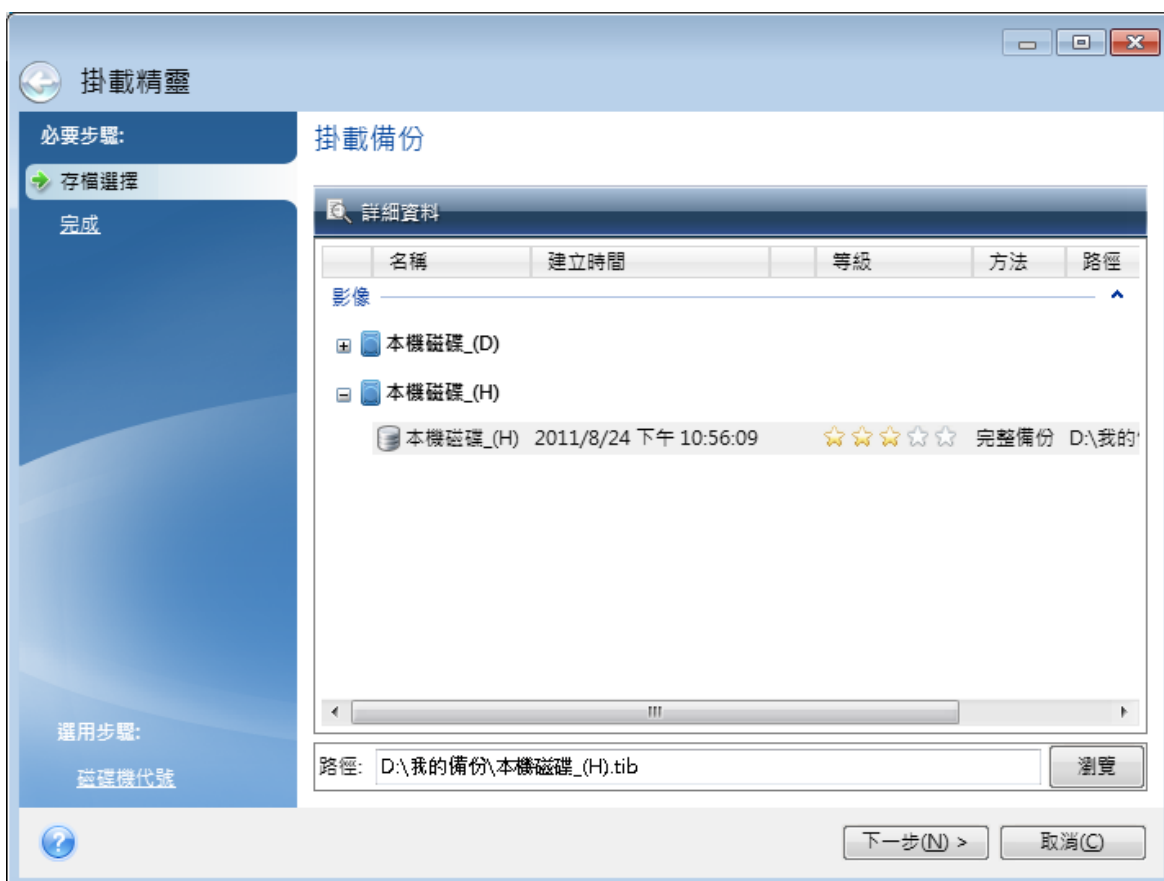 掛載精靈
必要步驟:
存檔選擇
完成
選用步驟:
磁碟機代號
掛載備份
詳細資料
名稱 建立時間 等級 方法 路徑
影像
本機磁碟_(D)
本機磁碟_(H)
本機磁碟_(H) 2011/8/24 下午 10:56:09 完整備份 D:\我的
路徑: D:\我的備份\本機磁碟_(H).tib 瀏覽
下一步(N) > 取消(C)